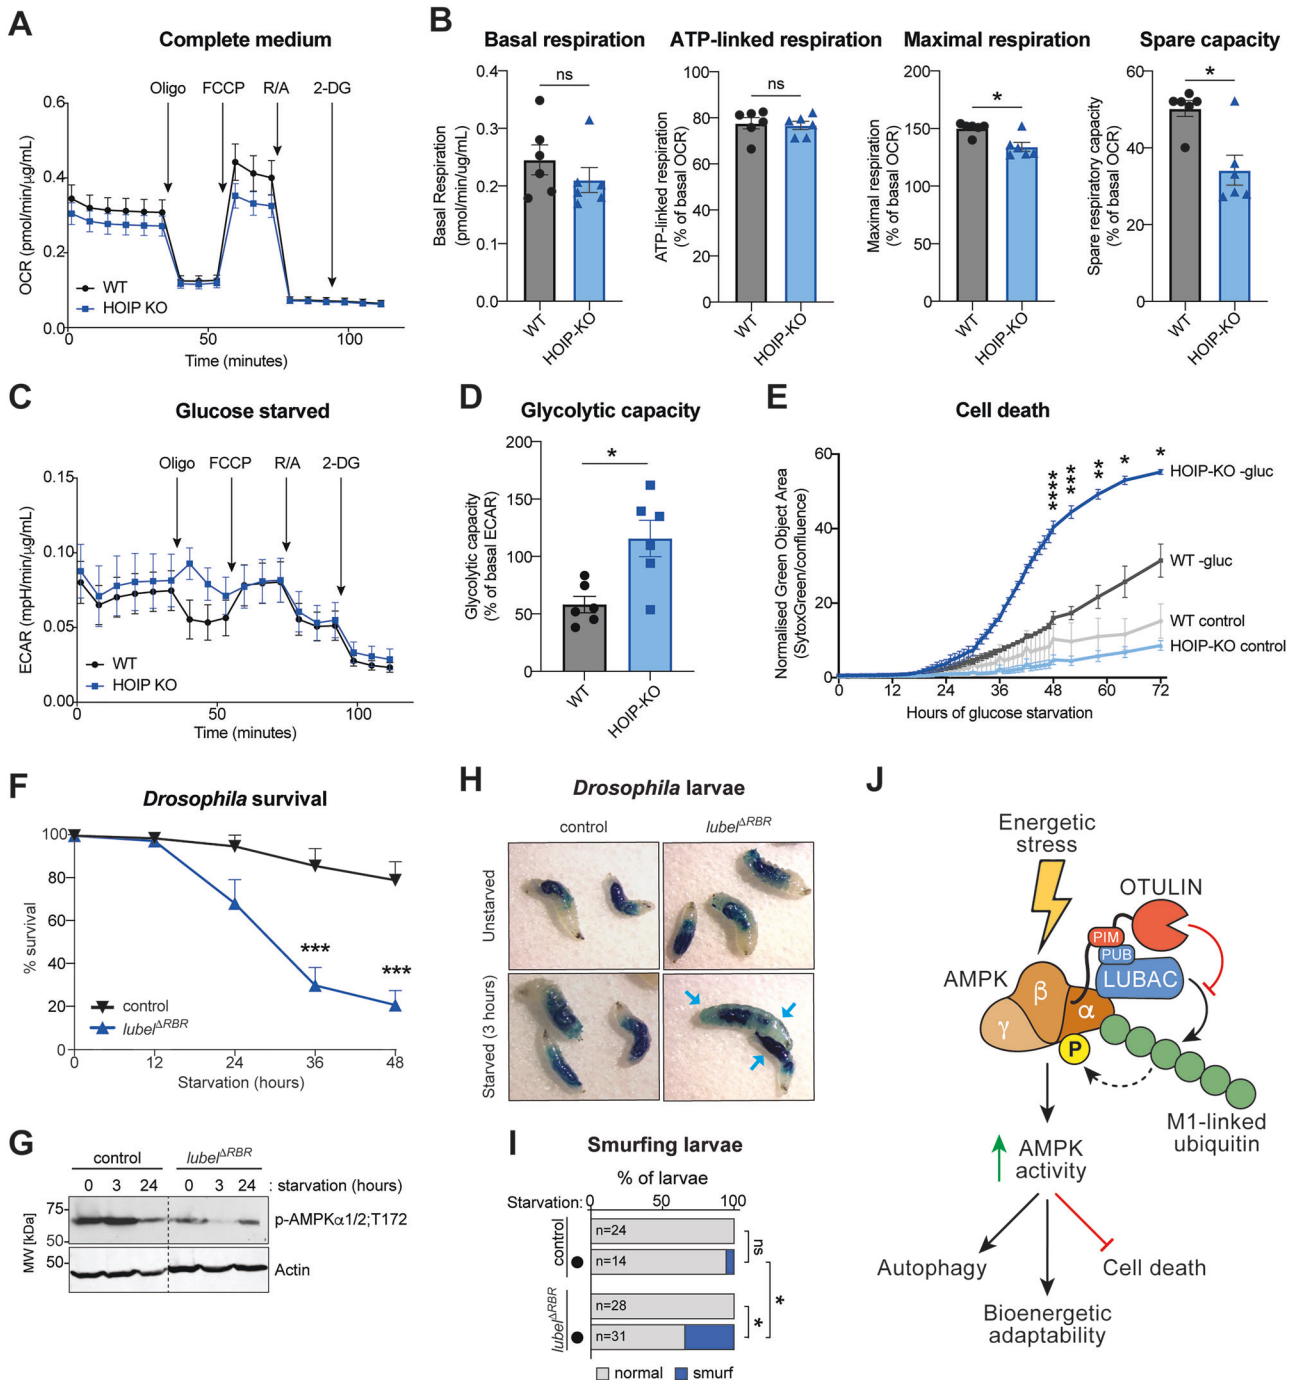 A
Complete medium
Oligo FCCP R/A 2-DG
OCR (pmol/min/µg/mL)
0.6
0.4
0.2
0.0
WT
HOIP KO
0 50 100
Time (minutes)
B
Basal respiration
ns
Basal Respiration
(pmol/min/ug/mL)
0.4
0.3
0.2
0.1
0.0
WT
HOIP-KO
ATP-linked respiration
ns
ATP-linked respiration
(% of basal OCR)
100
80
60
40
20
0
WT
HOIP-KO
Maximal respiration
*
Maximal respiration
(% of basal OCR)
200
150
100
50
0
WT
HOIP-KO
Spare capacity
*
Spare respiratory capacity
(% of basal OCR)
60
40
20
0
WT
HOIP-KO
C
Glucose starved
Oligo FCCP R/A 2-DG
ECAR (mpH/min/µg/mL)
0.15
0.10
0.05
0.00
WT
HOIP KO
0 50 100
Time (minutes)
D
Glycolytic capacity
*
Glycolytic capacity
(% of basal ECAR)
200
150
100
50
0
WT
HOIP-KO
E
Cell death
Normalised Green Object Area
(SytoxGreen/confluence)
60
40
20
0
**** *** ** * *
HOIP-KO -gluc
WT -gluc
WT control
HOIP-KO control
0 12 24 36 48 60 72
Hours of glucose starvation
F
Drosophila survival
% survival
100
80
60
40
20
0
***
***
control
lubelΔRBR
0 12 24 36 48
Starvation (hours)
G
control lubelΔRBR
0 3 24 0 3 24 : starvation (hours)
MW [kDa]
75
50
p-AMPKα1/2;T172
50
Actin
H
Drosophila larvae
control lubelΔRBR
Unstarved
Starved (3 hours)
I
Smurfing larvae
% of larvae
Starvation: 0 50 100
control
n=24
n=14
ns
lubelΔRBR
n=28
n=31
*
*
normal smurf
J
Energetic
stress
OTULIN
PIM
PUB
LUBAC
AMPK
β
α
γ
P
M1-linked
ubiquitin
AMPK
activity
Autophagy
Cell death
Bioenergetic
adaptability